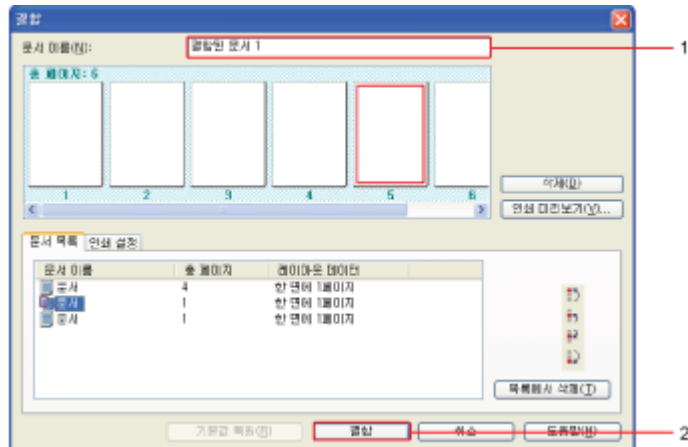 결합
문서 이름(N): 결합된 문서 1
1
총 페이지: 6
1 2 3 4 5 6
삭제(D)
인쇄 미리보기(V)...
문서 목록 인쇄 설정
문서 이름 총 페이지 레이아웃 데이터
문서 4 한 면에 1페이지
문서 1 한 면에 1페이지
문서 1 한 면에 1페이지
목록에서 삭제(T)
기본값 복원(R) 결합 취소 도움말(H)
2